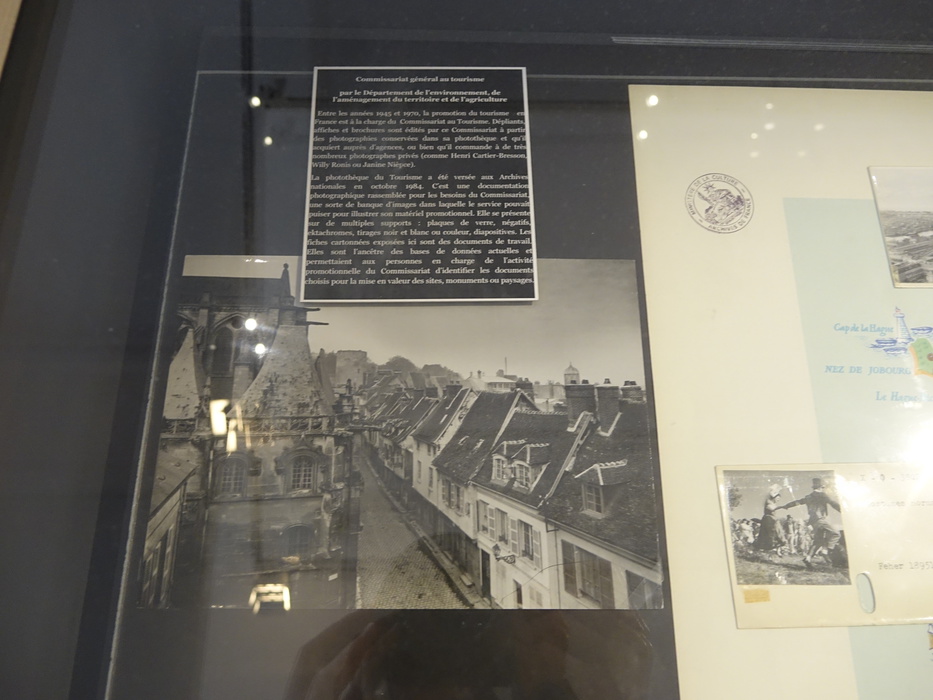 Commissariat général au tourisme
par le Département de l'environnement, de
l'aménagement du territoire et de l'agriculture
Entre les années 1945 et 1970, la promotion du tourisme en
France est à la charge du Commissariat au Tourisme. Dépliants,
affiches et brochures sont édités par ce Commissariat à partir
des photographies conservées dans sa photothèque et qu'il
acquiert auprès d'agences, ou bien qu'il commande à de très
nombreux photographes privés (comme Henri Cartier-Bresson,
Willy Ronis ou Janine Niépce).
La photothèque du Tourisme a été versée aux Archives
nationales en octobre 1984. C'est une documentation
photographique rassemblée pour les besoins du Commissariat,
une sorte de banque d'images dans laquelle le service pouvait
puiser pour illustrer son matériel promotionnel. Elle se présente
sur de multiples supports : plaques de verre, négatifs,
ektachromes, tirages noir et blanc ou couleur, diapositives. Les
fiches cartonnées exposées ici sont des documents de travail.
Elles sont l'ancêtre des bases de données actuelles et
permettaient aux personnes en charge de l'activité
promotionnelle du Commissariat d'identifier les documents
choisis pour la mise en valeur des sites, monuments ou paysages.
Cap de la Hague
NEZ DE JOBOURG